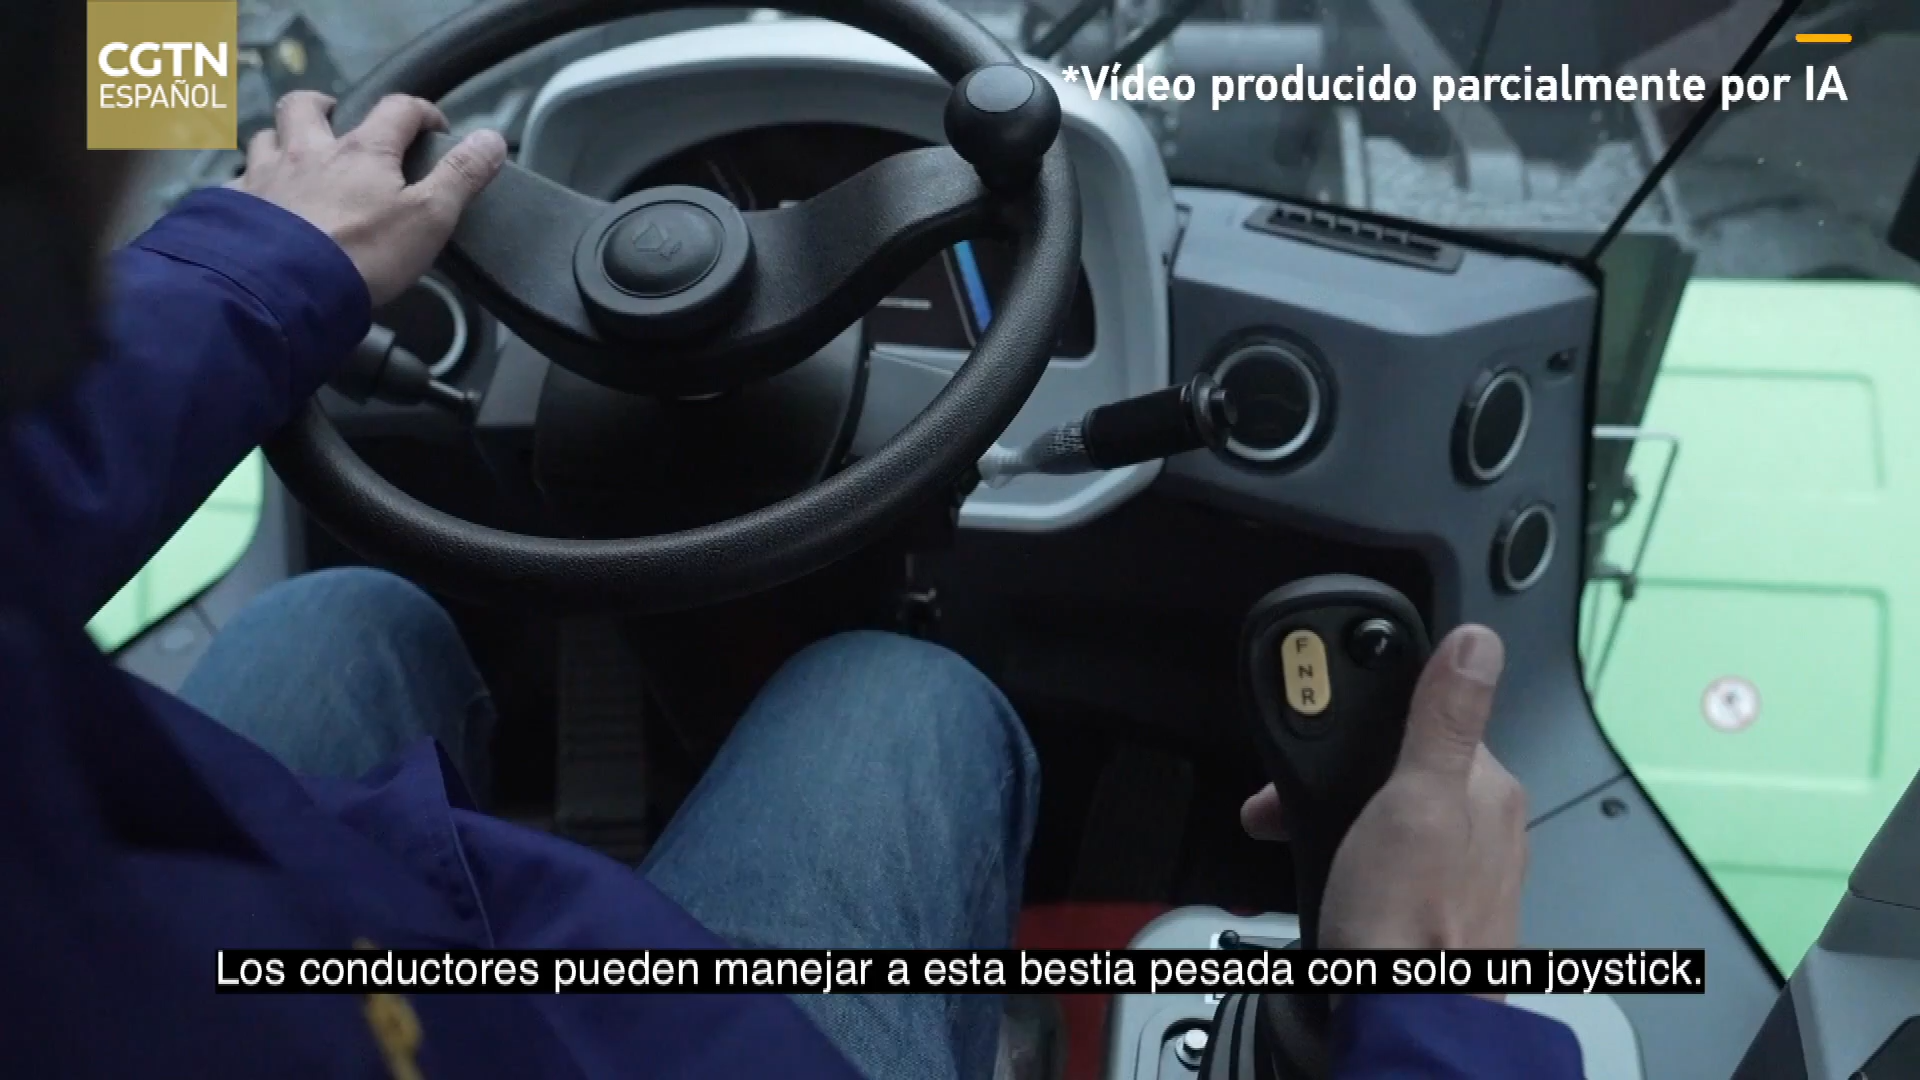 CGTN
ESPAÑOL
*Vídeo producido parcialmente por IA
F
N
R
Los conductores pueden manejar a esta bestia pesada con solo un joystick.